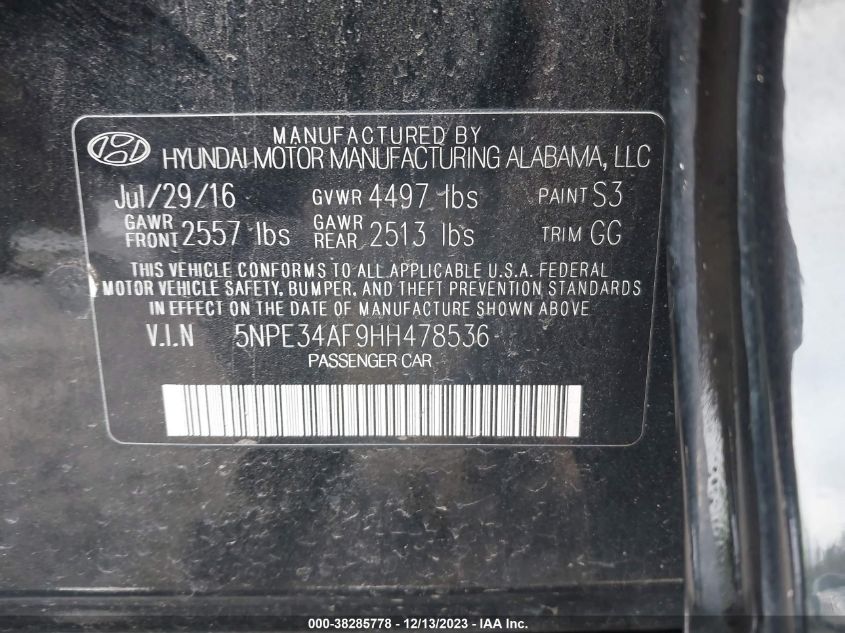 MANUFACTURED BY
HYUNDAI MOTOR MANUFACTURING ALABAMA, LLC
Jul/29/16 GVWR 4497 lbs PAINT S3
GAWR FRONT 2557 lbs GAWR REAR 2513 lbs TRIM GG
THIS VEHICLE CONFORMS TO ALL APPLICABLE U.S.A. FEDERAL
MOTOR VEHICLE SAFETY, BUMPER, AND THEFT PREVENTION STANDARDS
IN EFFECT ON THE DATE OF MANUFACTURE SHOWN ABOVE
V.I.N 5NPE34AF9HH478536
PASSENGER CAR
000-38285778 - 12/13/2023 - IAA Inc.